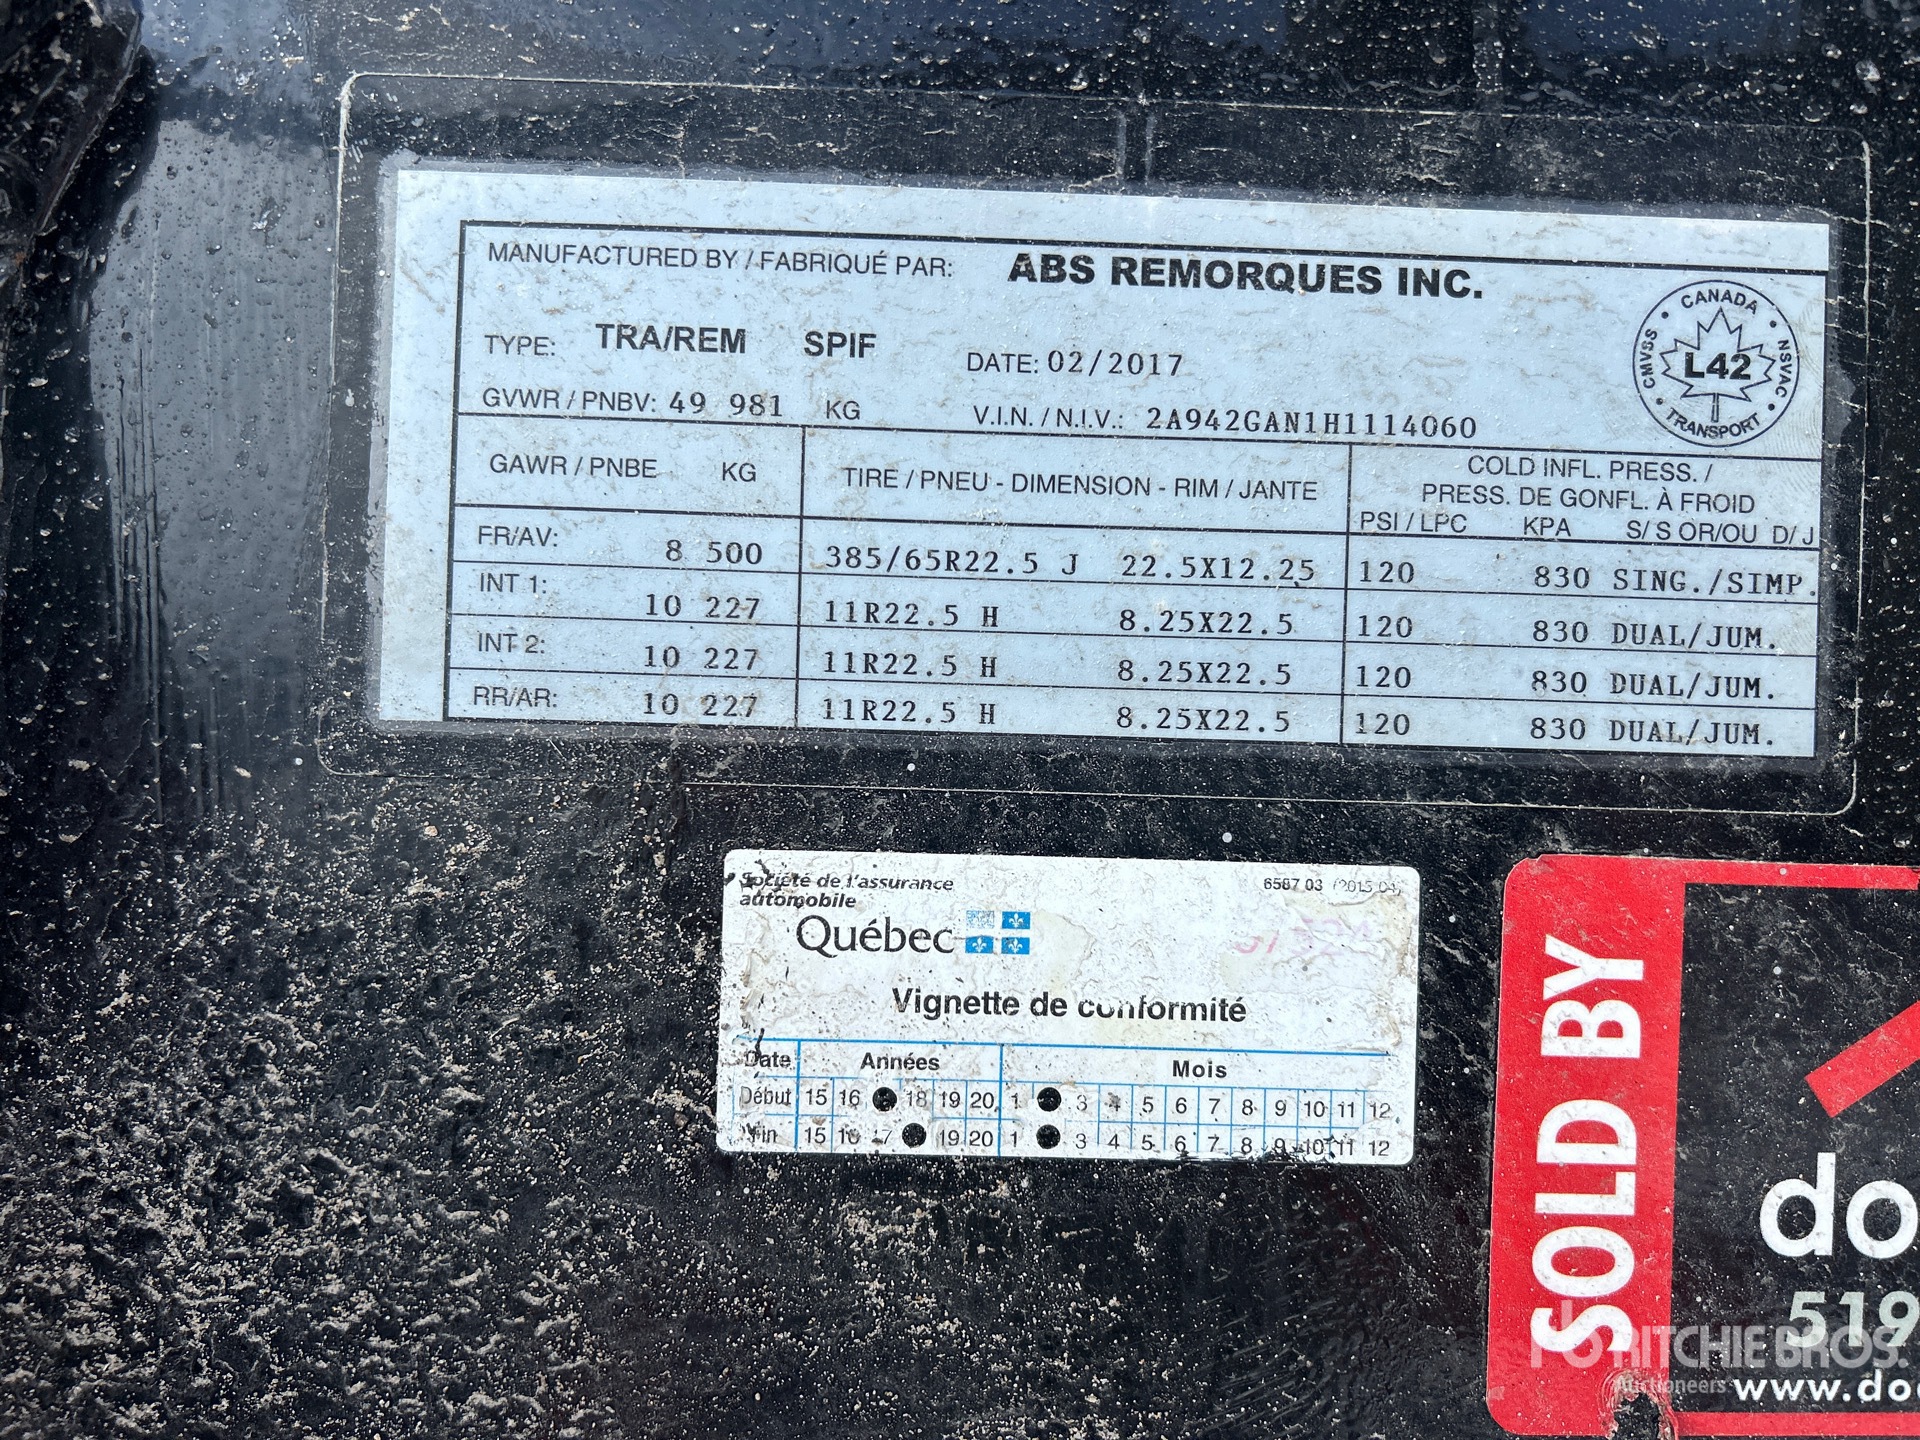 MANUFACTURED BY / FABRIQUÉ PAR: ABS REMORQUES INC.
TYPE: TRA/REM SPIF DATE: 02/2017
GVWR / PNBV: 49 981 KG V.I.N. / N.I.V.: 2A942GAN1H1114060
CANADA
CMVSS L42 NSVAC
TRANSPORT
GAWR / PNBE KG TIRE / PNEU - DIMENSION - RIM / JANTE COLD INFL. PRESS. /
PRESS. DE GONFL. À FROID
PSI / LPC KPA S/ S OR/OU D/ J
FR/AV: 8 500 385/65R22.5 J 22.5X12.25 120 830 SING./SIMP.
INT 1: 10 227 11R22.5 H 8.25X22.5 120 830 DUAL/JUM.
INT 2: 10 227 11R22.5 H 8.25X22.5 120 830 DUAL/JUM.
RR/AR: 10 227 11R22.5 H 8.25X22.5 120 830 DUAL/JUM.
Société de l'assurance 6587 03 (2015 04)
automobile
Québec
Vignette de conformité
Date Années Mois
Début 15 16 18 19 20 1 3 4 5 6 7 8 9 10 11 12
Fin 15 16 17 19 20 1 3 4 5 6 7 8 9 10 11 12
SOLD BY
do
519
RITCHIE BROS.
Auctioneers
www.do